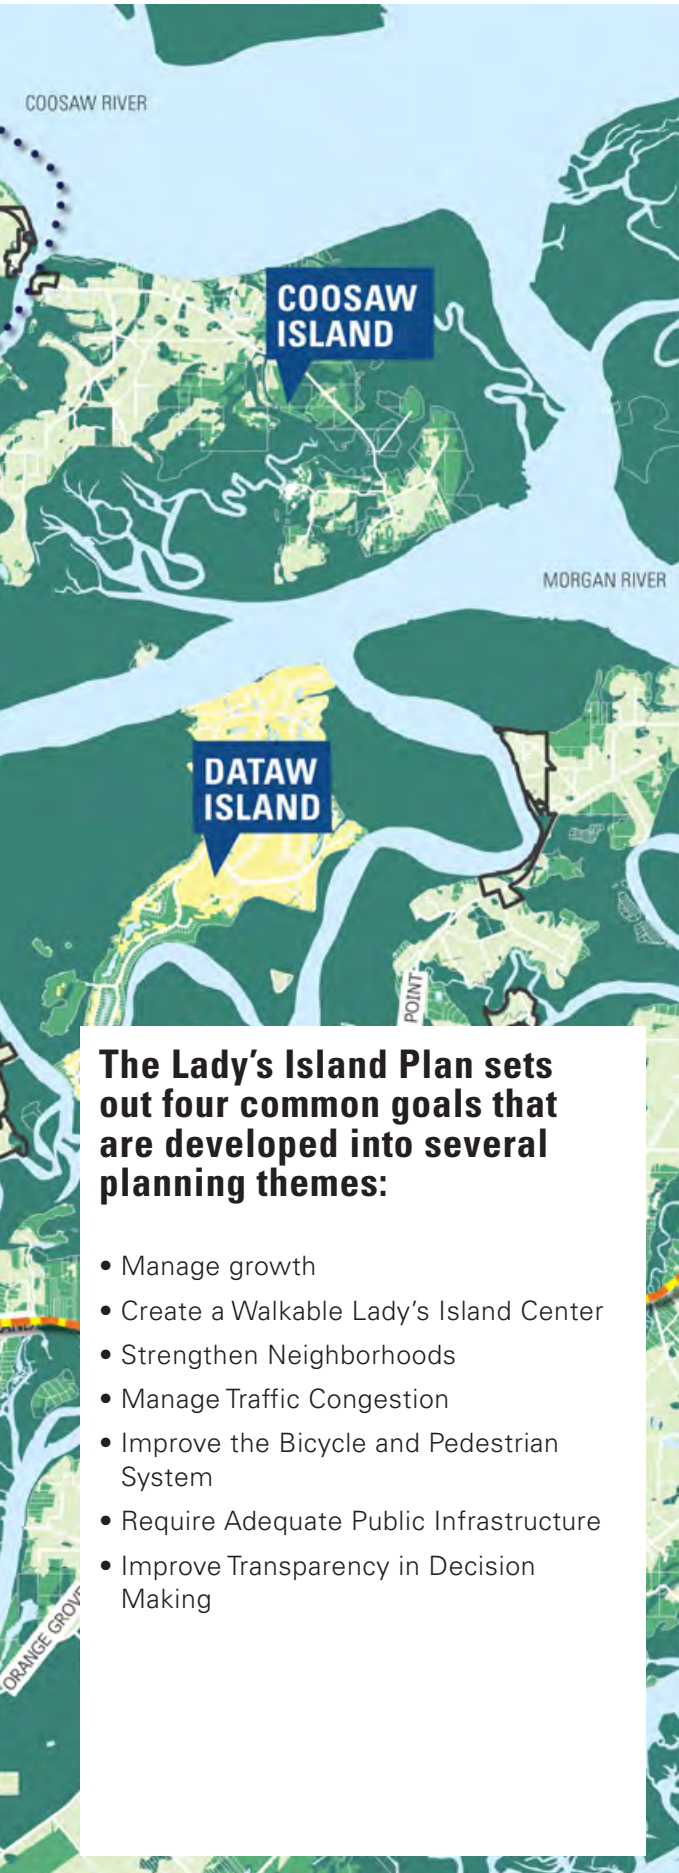 COOSAW RIVER
COOSAW
ISLAND
MORGAN RIVER
DATAW
ISLAND
POINT
The Lady’s Island Plan sets
out four common goals that
are developed into several
planning themes:
• Manage growth
• Create a Walkable Lady’s Island Center
• Strengthen Neighborhoods
• Manage Traffic Congestion
• Improve the Bicycle and Pedestrian
System
• Require Adequate Public Infrastructure
• Improve Transparency in Decision
Making
ORANGE GROVE